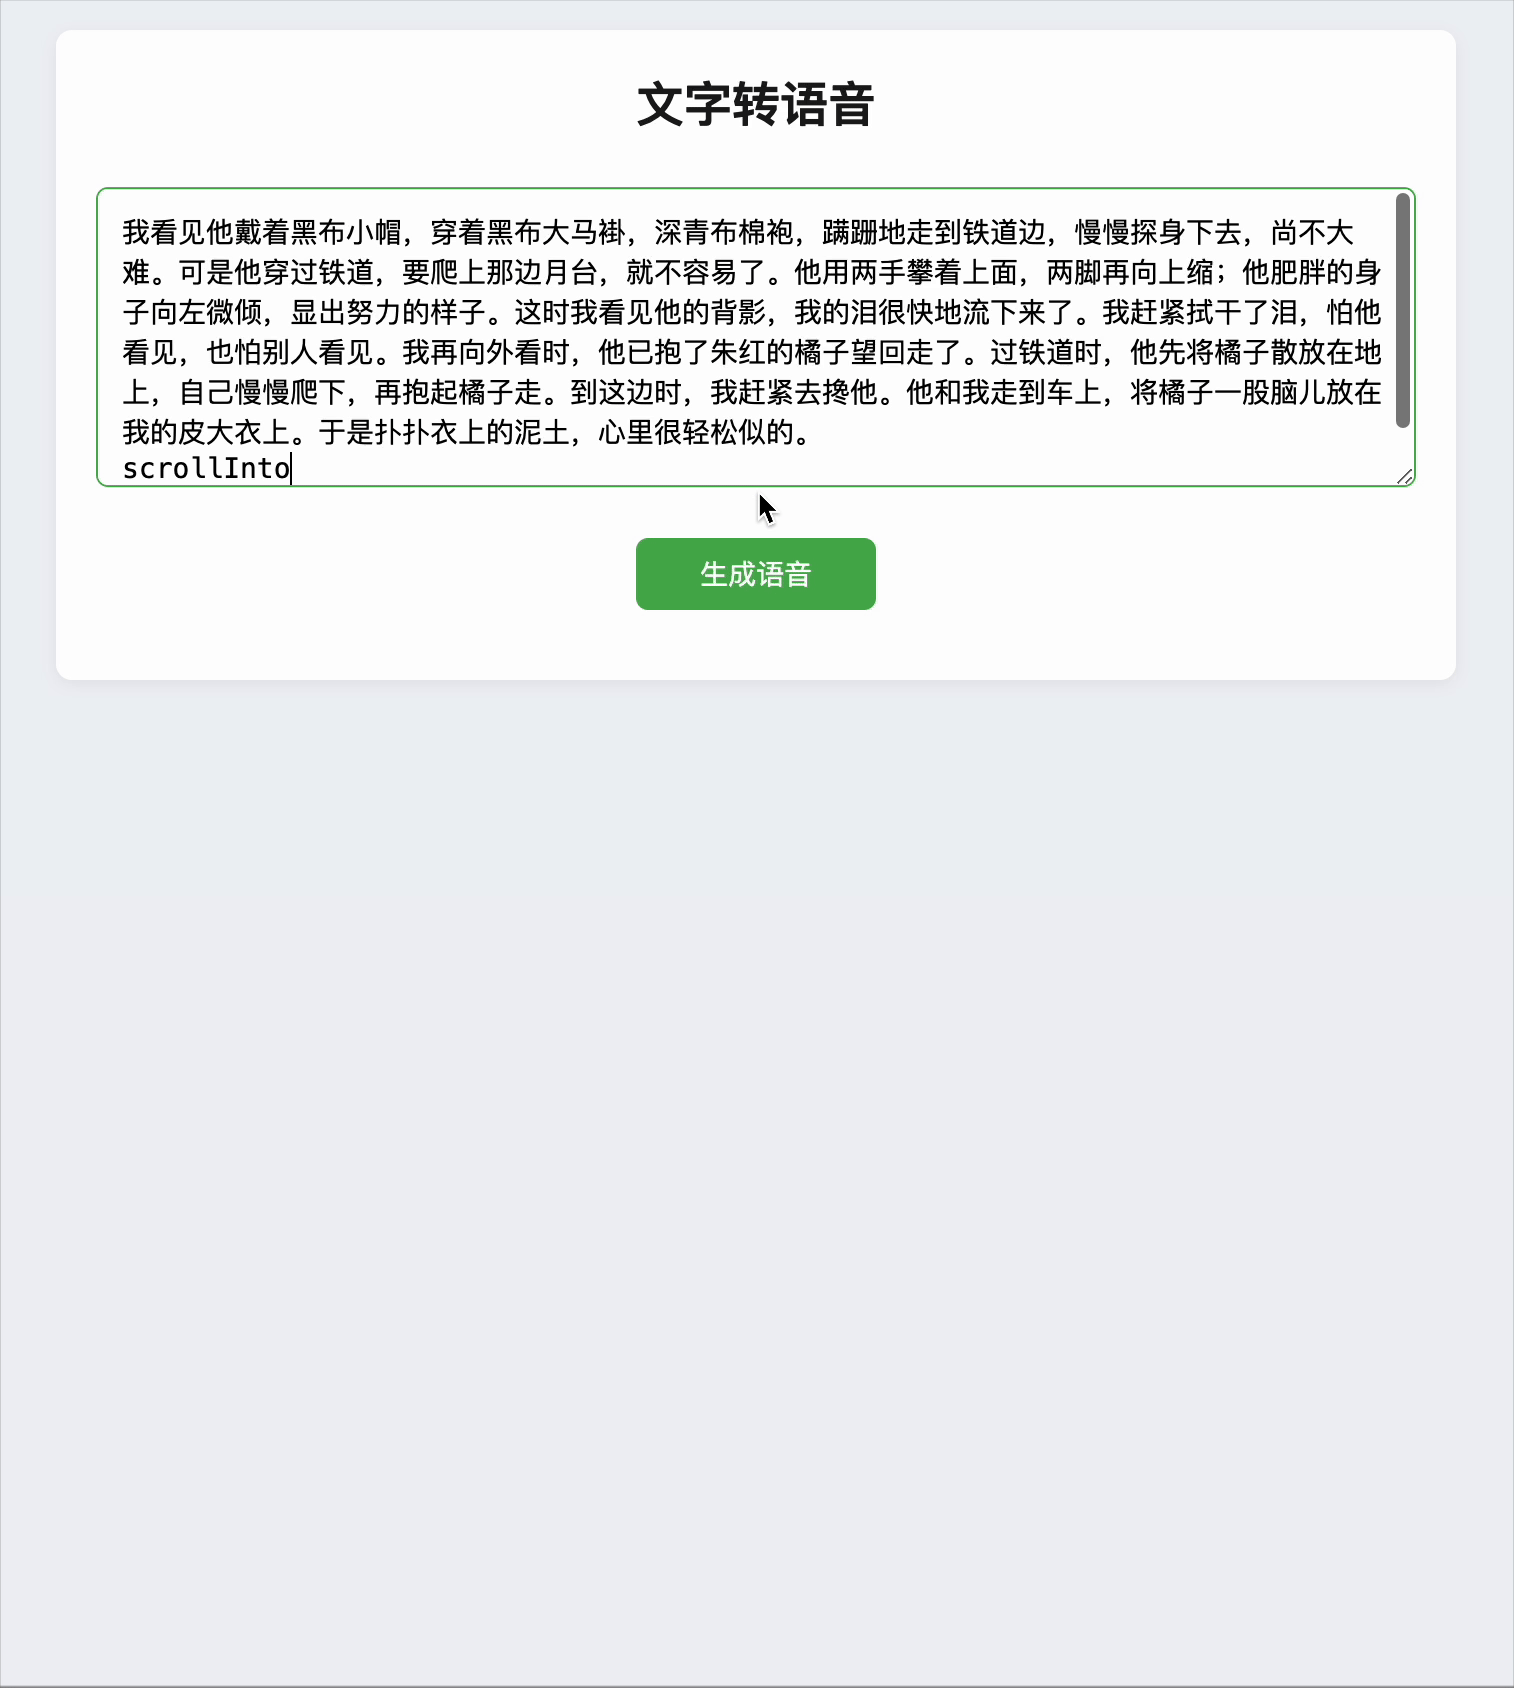 文字转语音
我看见他戴着黑布小帽，穿着黑布大马褂，深青布棉袍，蹒跚地走到铁道边，慢慢探身下去，尚不大
难。可是他穿过铁道，要爬上那边月台，就不容易了。他用两手攀着上面，两脚再向上缩；他肥胖的身
子向左微倾，显出努力的样子。这时我看见他的背影，我的泪很快地流下来了。我赶紧拭干了泪，怕他
看见，也怕别人看见。我再向外看时，他已抱了朱红的橘子望回走了。过铁道时，他先将橘子散放在地
上，自己慢慢爬下，再抱起橘子走。到这边时，我赶紧去搀他。他和我走到车上，将橘子一股脑儿放在
我的皮大衣上。于是扑扑衣上的泥土，心里很轻松似的。
scrollInto
生成语音